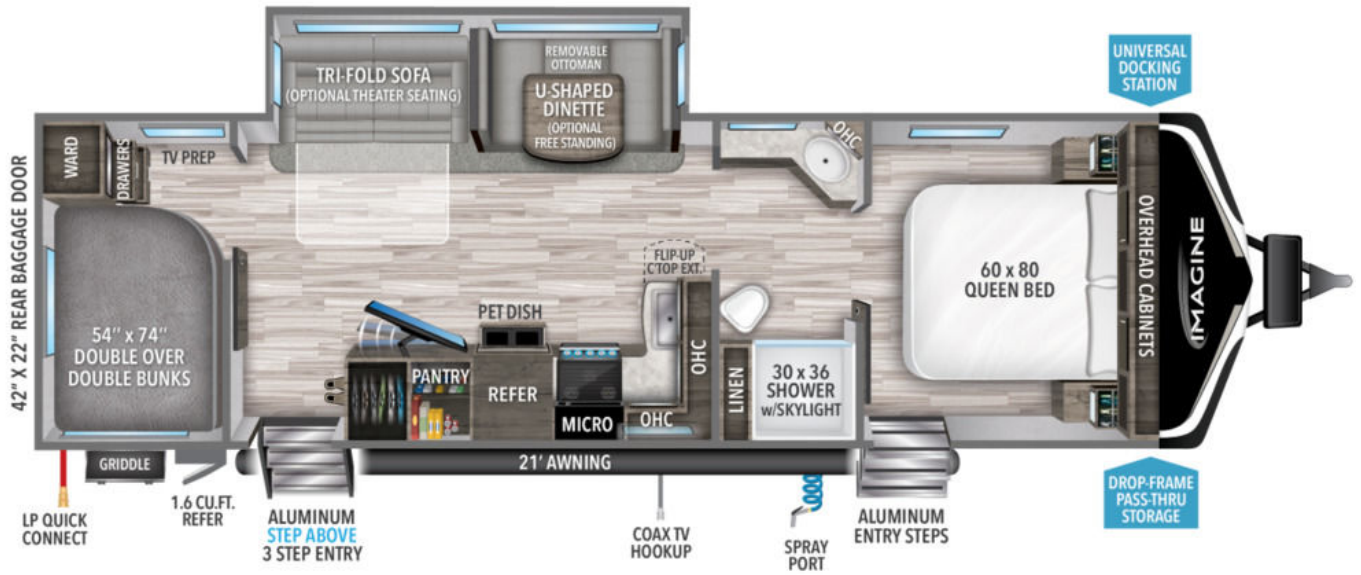 UNIVERSAL
DOCKING
STATION
TRI-FOLD SOFA
(OPTIONAL THEATER SEATING)
REMOVABLE
OTTOMAN
U-SHAPED
DINETTE
(OPTIONAL
FREE STANDING)
OHC
42" X 22" REAR BAGGAGE DOOR
WARD
DRAWERS
TV PREP
54" x 74"
DOUBLE OVER
DOUBLE BUNKS
FLIP-UP
C'TOP EXT.
60 x 80
QUEEN BED
OVERHEAD CABINETS
IMAGINE
PET DISH
PANTRY
REFER
MICRO
OHC
OHC
LINEN
30 x 36
SHOWER
w/SKYLIGHT
GRIDDLE
21' AWNING
LP QUICK
CONNECT
1.6 CU.FT.
REFER
ALUMINUM
STEP ABOVE
3 STEP ENTRY
COAX TV
HOOKUP
SPRAY
PORT
ALUMINUM
ENTRY STEPS
DROP-FRAME
PASS-THRU
STORAGE